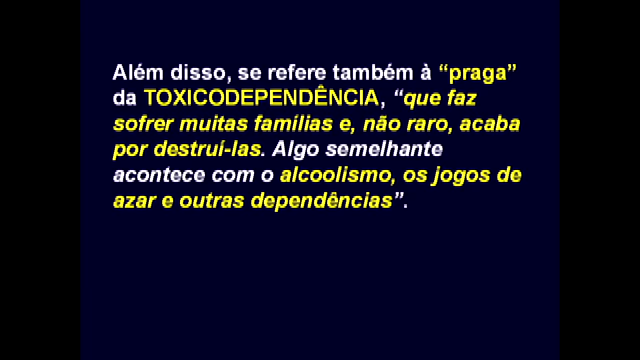 Além disso, se refere também à “praga”
da TOXICODEPENDÊNCIA, “que faz
sofrer muitas famílias e, não raro, acaba
por destruí-las. Algo semelhante
acontece com o alcoolismo, os jogos de
azar e outras dependências”.